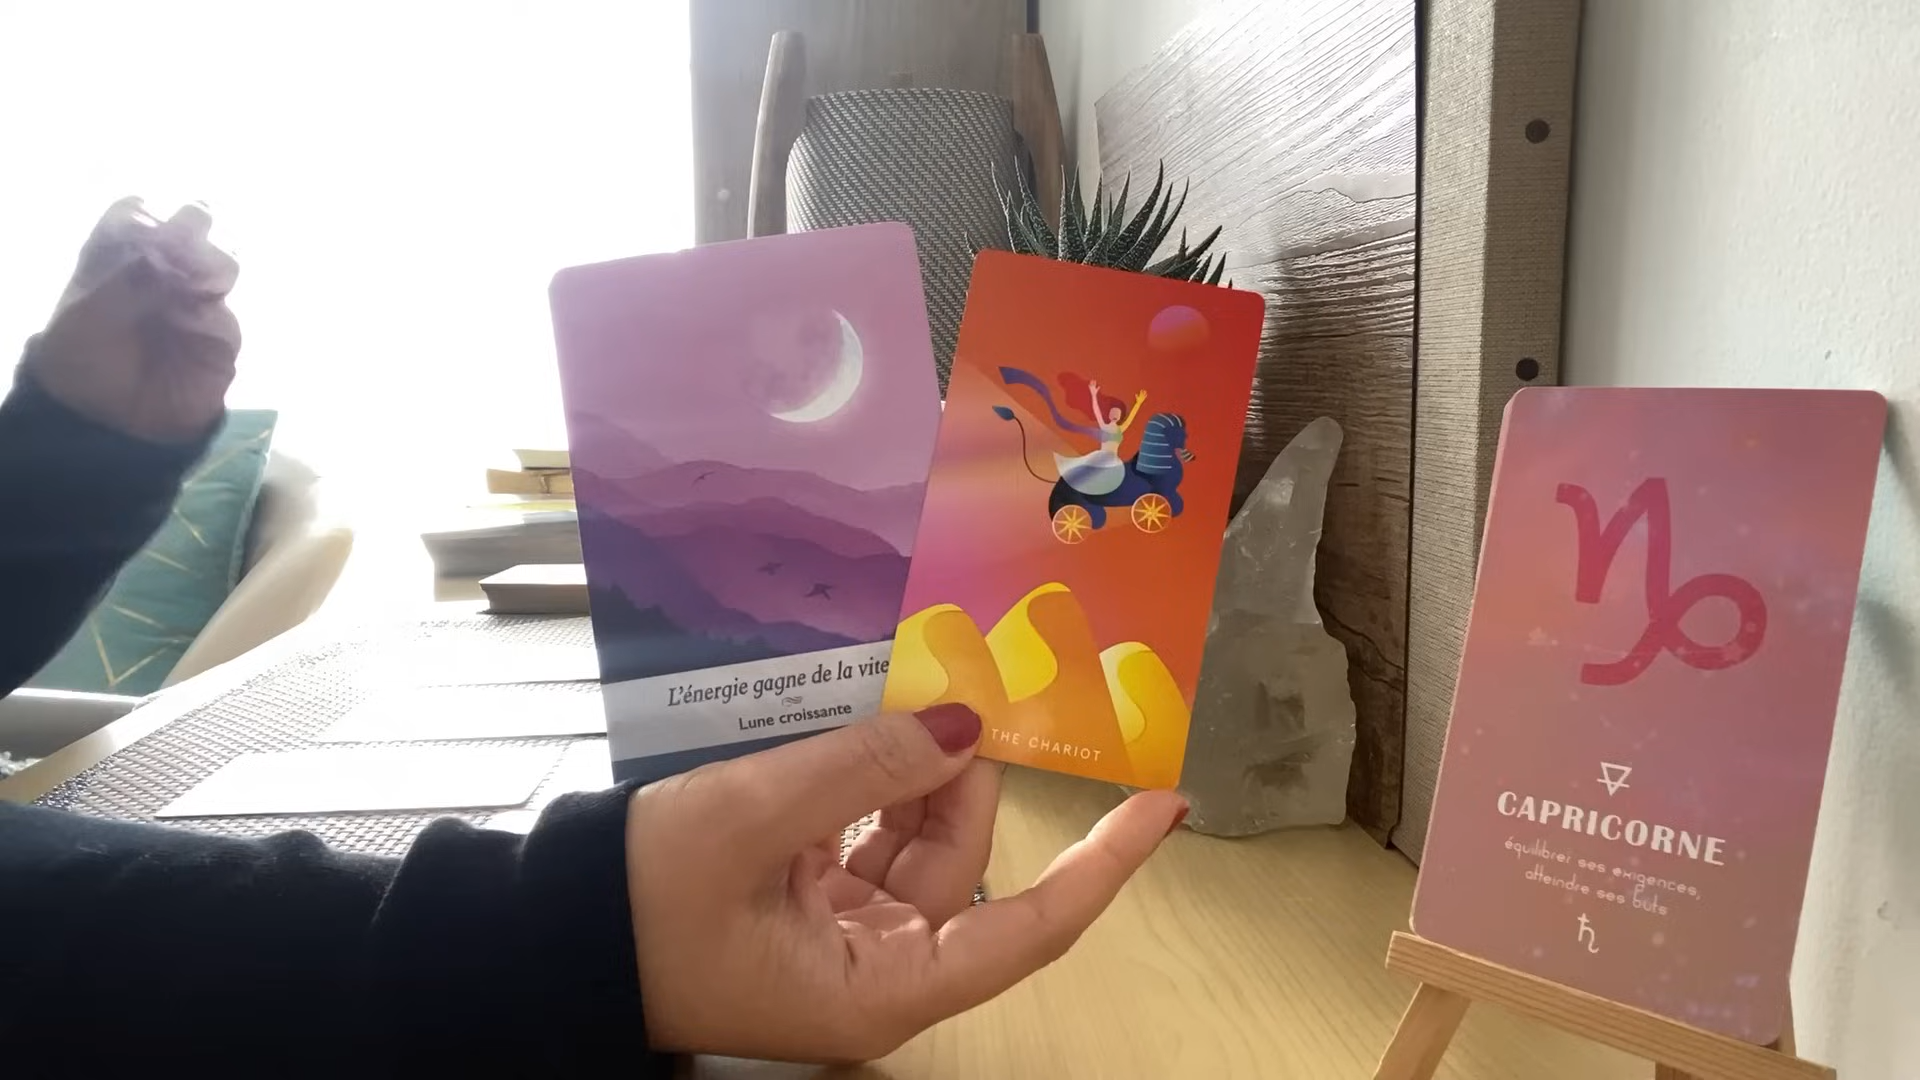 L'énergie gagne de la vite
Lune croissante
THE CHARIOT
CAPRICORNE
équilibrer ses exigences,
atteindre ses buts